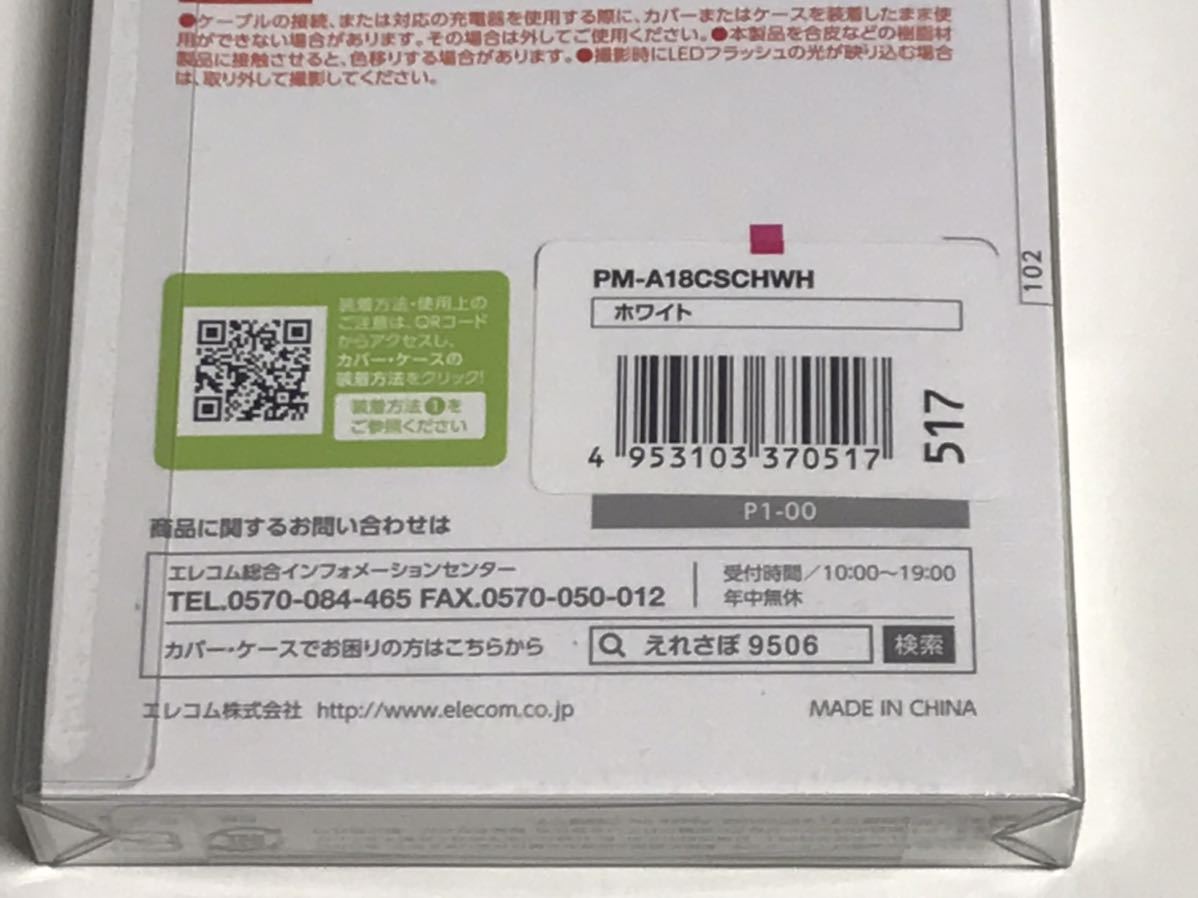 ●ケーブルの接続、または対応の充電器を使用する際に、カバーまたはケースを装着したまま使
用ができない場合があります。その場合は外してご使用ください。●本製品を合皮などの樹脂材
製品に接触させると、色移りする場合があります。●撮影時にLEDフラッシュの光が映り込む場合
は、取り外して撮影してください。
102
PM-A18CSCHWH
ホワイト
4 953103 370517
517
P1-00
装着方法・使用上の
ご注意は、QRコード
からアクセスし、
カバー・ケースの
装着方法をクリック!
装着方法①を
ご参照ください
商品に関するお問い合わせは
エレコム総合インフォメーションセンター
TEL.0570-084-465 FAX.0570-050-012
受付時間/10:00〜19:00
年中無休
カバー・ケースでお困りの方はこちらから
えれさぽ 9506
検索
エレコム株式会社 http://www.elecom.co.jp
MADE IN CHINA